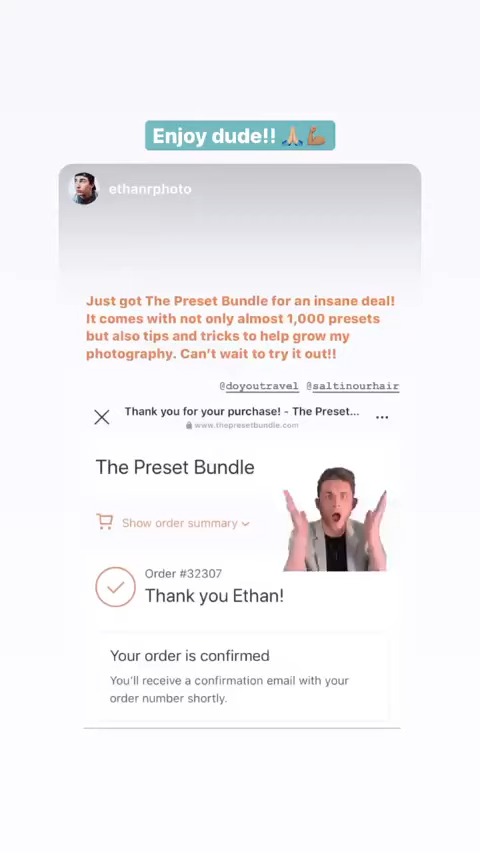 Enjoy dude!! 🙏🏼💪🏽
ethanrphoto
Just got The Preset Bundle for an insane deal!
It comes with not only almost 1,000 presets
but also tips and tricks to help grow my
photography. Can't wait to try it out!!
@doyoutravel @saltinourhair
Thank you for your purchase! - The Preset...
www.thepresetbundle.com
The Preset Bundle
Show order summary
Order #32307
Thank you Ethan!
Your order is confirmed
You'll receive a confirmation email with your
order number shortly.